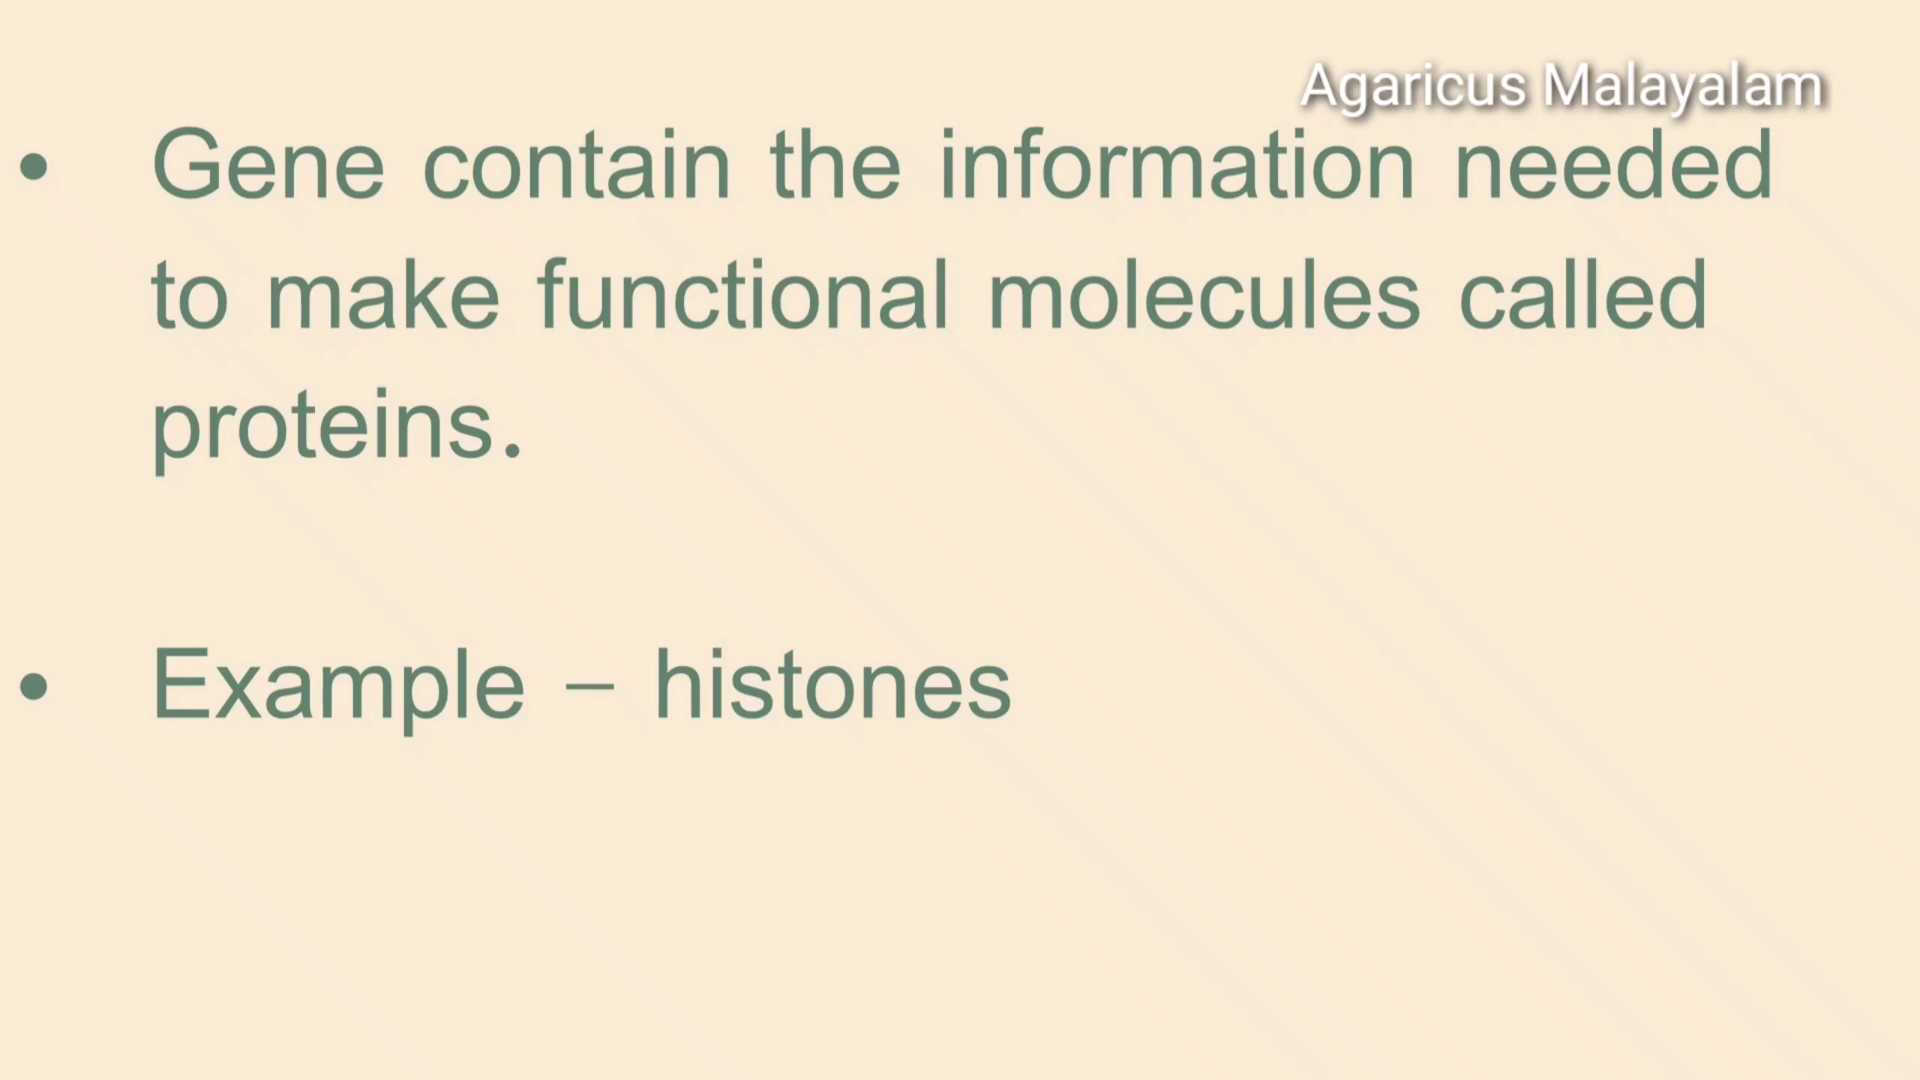 Agaricus Malayalam
• Gene contain the information needed
to make functional molecules called
proteins.
• Example – histones